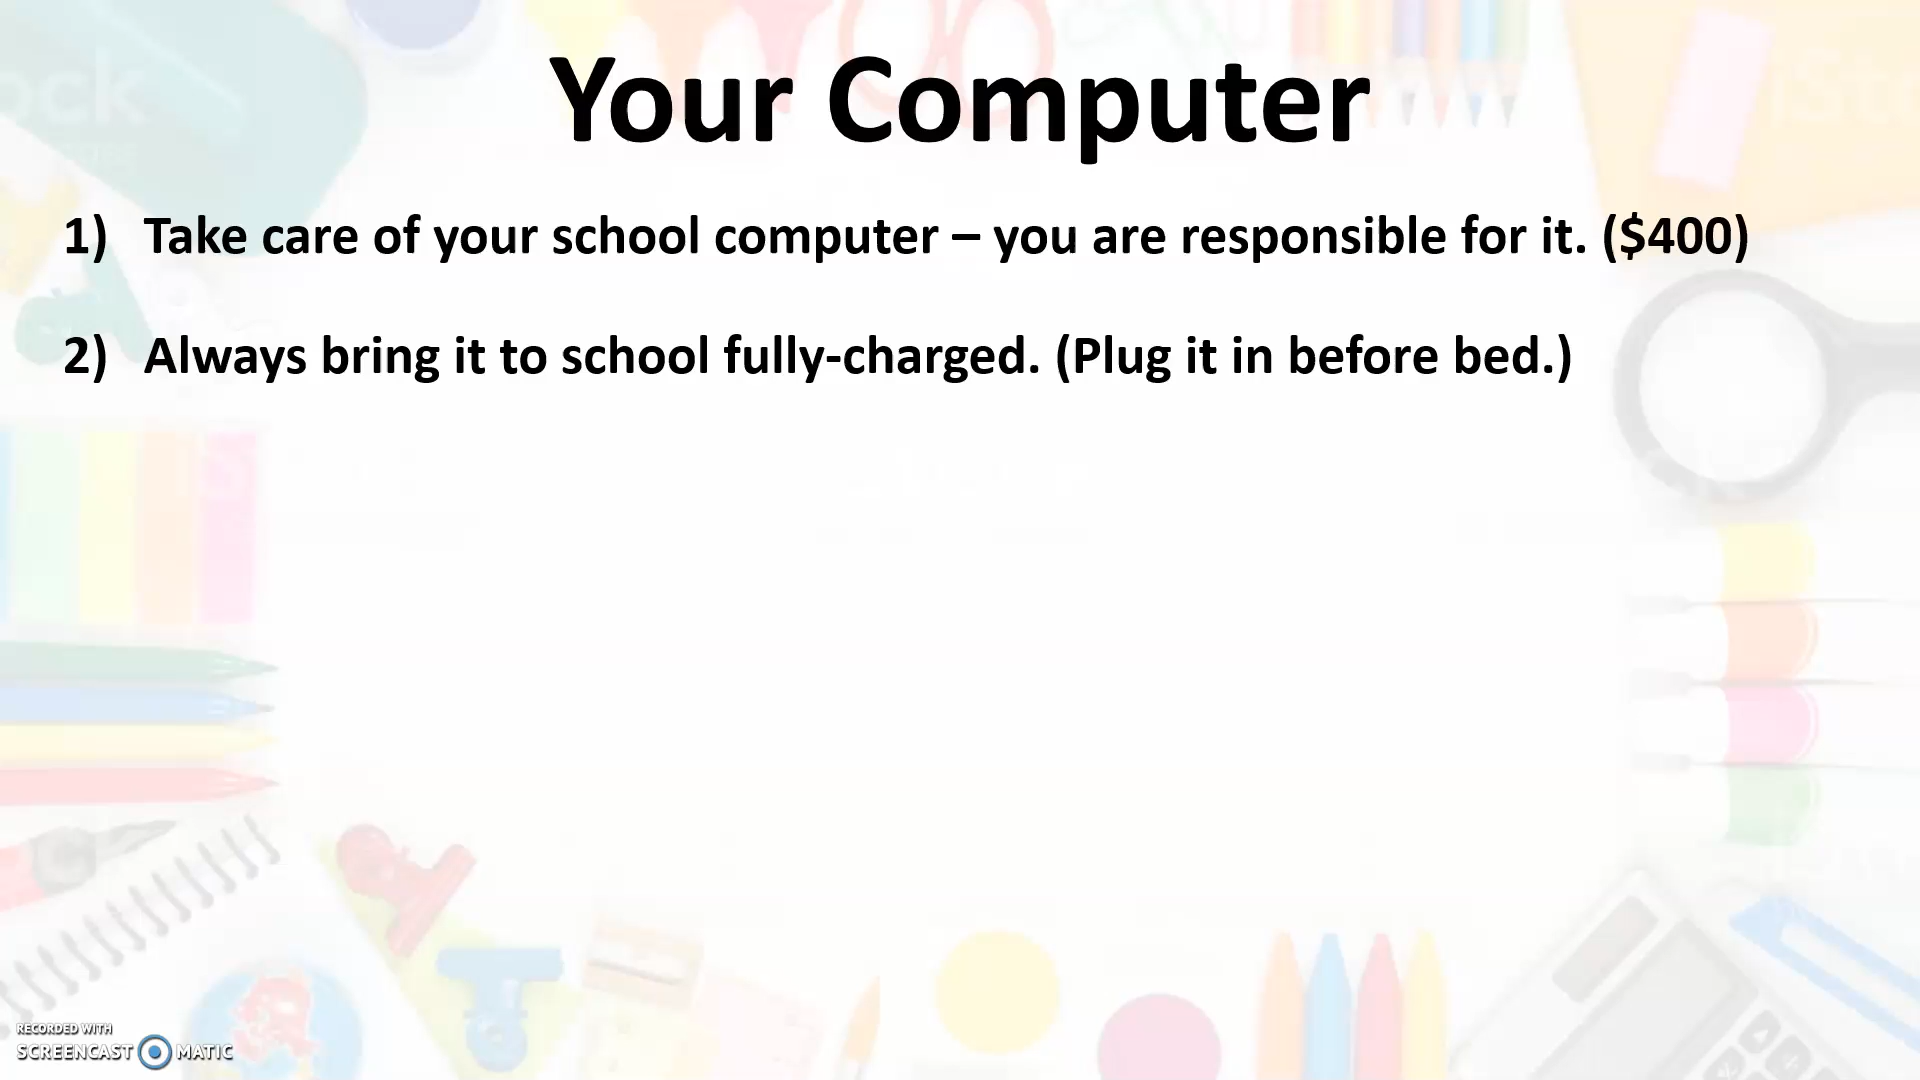 Your Computer
1) Take care of your school computer – you are responsible for it. ($400)
2) Always bring it to school fully-charged. (Plug it in before bed.)
RECORDED WITH
SCREENCAST MATIC